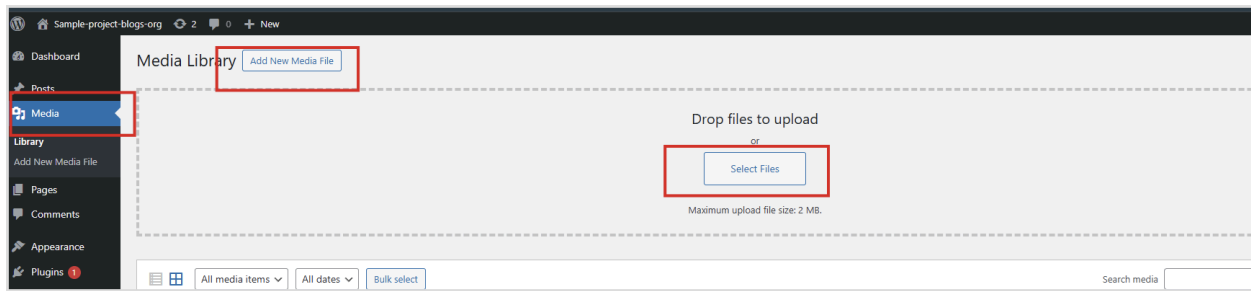 Sample-project-blogs-org 2 0 + New
Dashboard
Posts
Media
Library
Add New Media File
Pages
Comments
Appearance
Plugins 1
Media Library Add New Media File
Drop files to upload
or
Select Files
Maximum upload file size: 2 MB.
All media items All dates Bulk select Search media